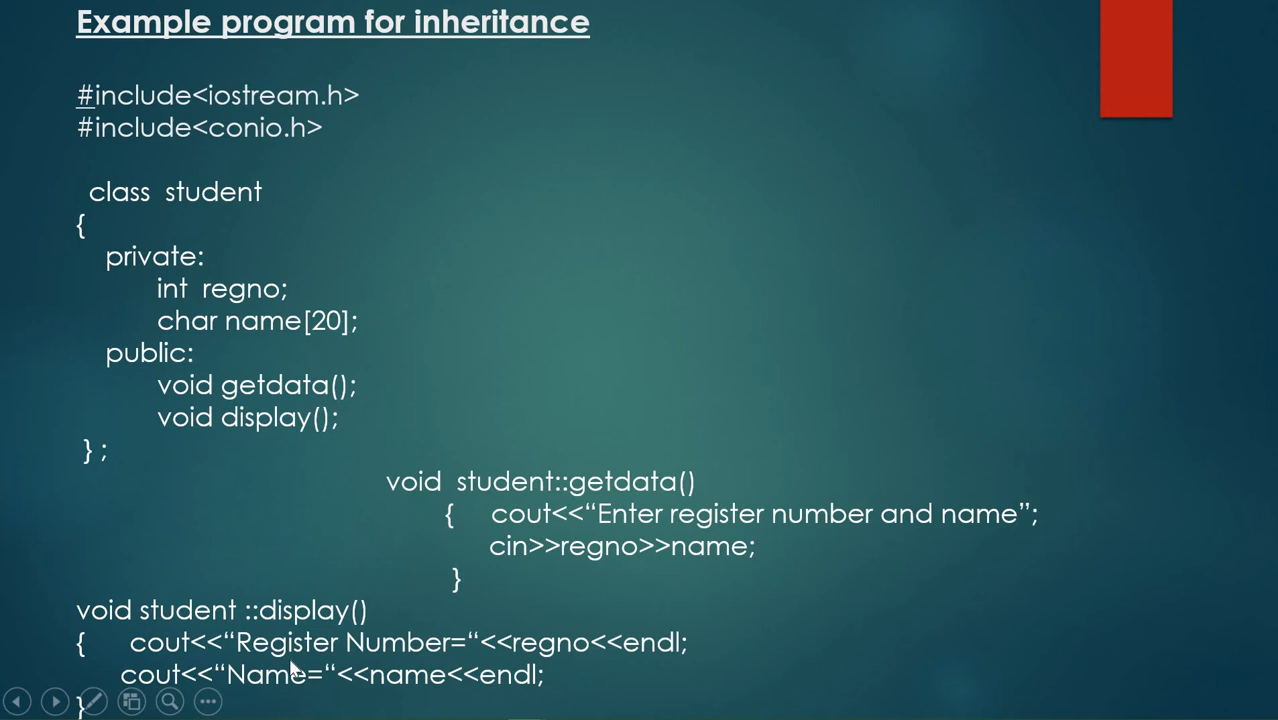 Example program for inheritance
#include<iostream.h>
#include<conio.h>
class student
{
private:
int regno;
char name[20];
public:
void getdata();
void display();
} ;
void student::getdata()
{ cout<<“Enter register number and name”;
cin>>regno>>name;
}
void student ::display()
{ cout<<“Register Number=“<<regno<<endl;
cout<<“Name=“<<name<<endl;
}